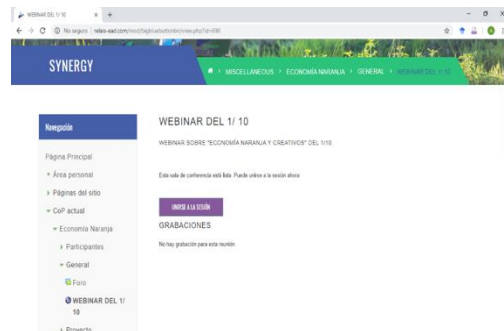 WEBINAR DEL 1/ 10
No seguro
SYNERGY
MISCELLANEOUS
ECONOMÍA NARANJA
GENERAL
WEBINAR DEL 1/ 10
Navegación
Página Principal
Área personal
Páginas del sitio
CoP actual
Economía Naranja
Participantes
General
Foro
WEBINAR DEL 1/
10
Proyecto
WEBINAR DEL 1/ 10
WEBINAR SOBRE "ECONOMÍA NARANJA Y CREATIVOS" DEL 1/10.
Esta sala de conferencia está lista. Puede unirse a la sesión ahora.
UNIRSE A LA SESIÓN
GRABACIONES
No hay grabación para esta reunión.